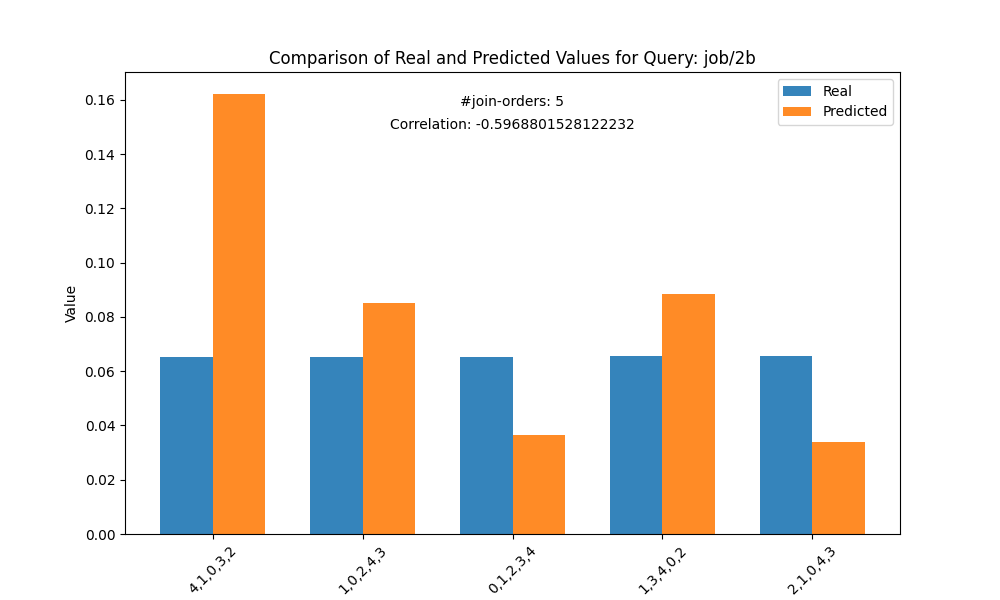 Comparison of Real and Predicted Values for Query: job/2b
#join-orders: 5
Correlation: -0.5968801528122232
Real
Predicted
Value
0.16
0.14
0.12
0.10
0.08
0.06
0.04
0.02
0.00
4,1,0,3,2
1,0,2,4,3
0,1,2,3,4
1,3,4,0,2
2,1,0,4,3